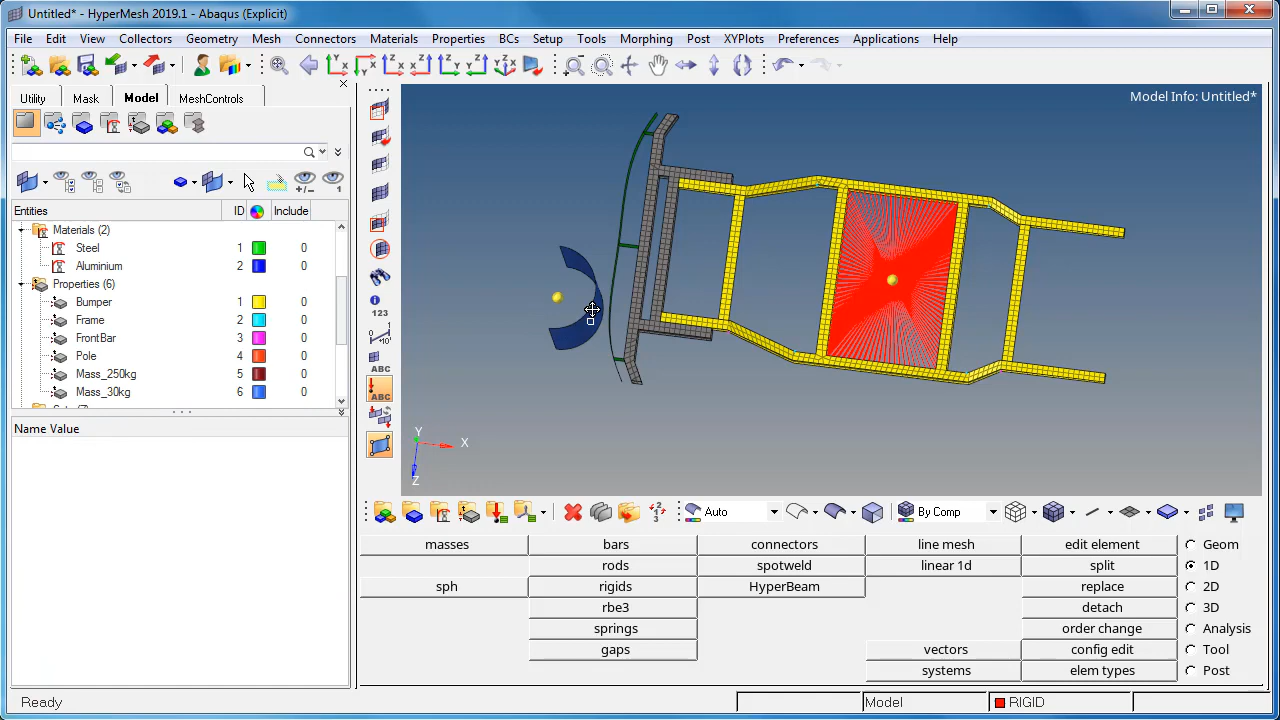 Untitled* - HyperMesh 2019.1 - Abaqus (Explicit)
File Edit View Collectors Geometry Mesh Connectors Materials Properties BCs Setup Tools Morphing Post XYPlots Preferences Applications Help
Utility Mask Model MeshControls
Model Info: Untitled*
Entities ID Include
Materials (2)
Steel 1 0
Aluminium 2 0
Properties (6)
Bumper 1 0
Frame 2 0
FrontBar 3 0
Pole 4 0
Mass_250kg 5 0
Mass_30kg 6 0
Name Value
123
ABC
ABC
Y
X
Z
Auto
By Comp
masses bars connectors line mesh edit element Geom
rods spotweld linear 1d split 1D
sph rigids HyperBeam replace 2D
rbe3 detach 3D
springs order change Analysis
gaps vectors config edit Tool
systems elem types Post
Ready Model RIGID